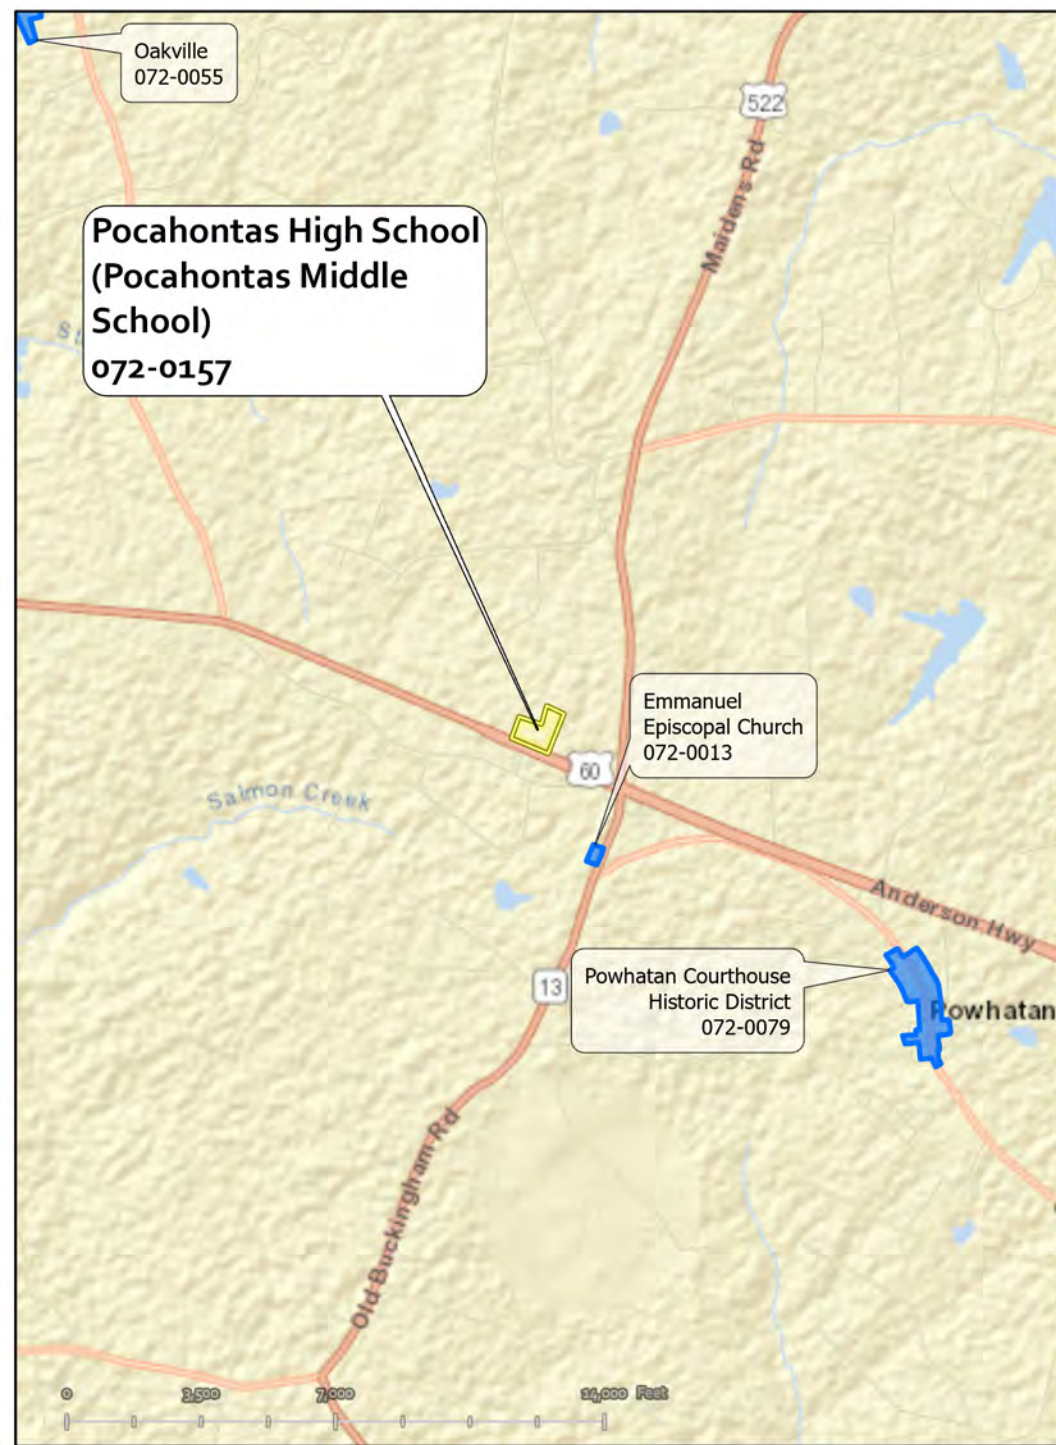 Oakville
072-0055
522
Maidens Rd
Pocahontas High School
(Pocahontas Middle
School)
072-0157
Emmanuel
Episcopal Church
072-0013
60
Salmon Creek
Anderson Hwy
Powhatan Courthouse
Historic District
072-0079
13
Powhatan
Old Buckingham Rd
0 3,500 7,000 14,000 Feet